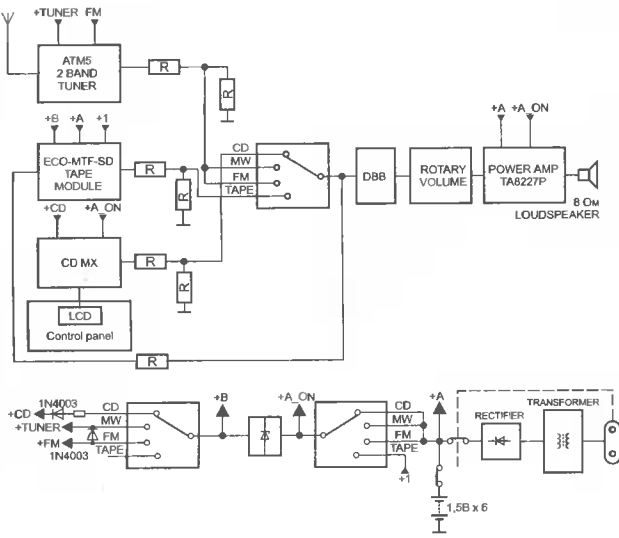 +TUNER FM
ATM5
2 BAND
TUNER
R
R
+B +A +1
ECO-MTF-SD
TAPE
MODULE
R
R
CD
MW
FM
TAPE
DBB
ROTARY
VOLUME
+A +A_ON
POWER AMP
TA8227P
8 Ом
LOUDSPEAKER
+CD +A_ON
CD MX
R
R
LCD
Control panel
R
1N4003
+CD
+TUNER
+FM
1N4003
CD
MW
FM
TAPE
+B
+A_ON
CD
MW
FM
TAPE
+1
+A
RECTIFIER
TRANSFORMER
1,5В x 6